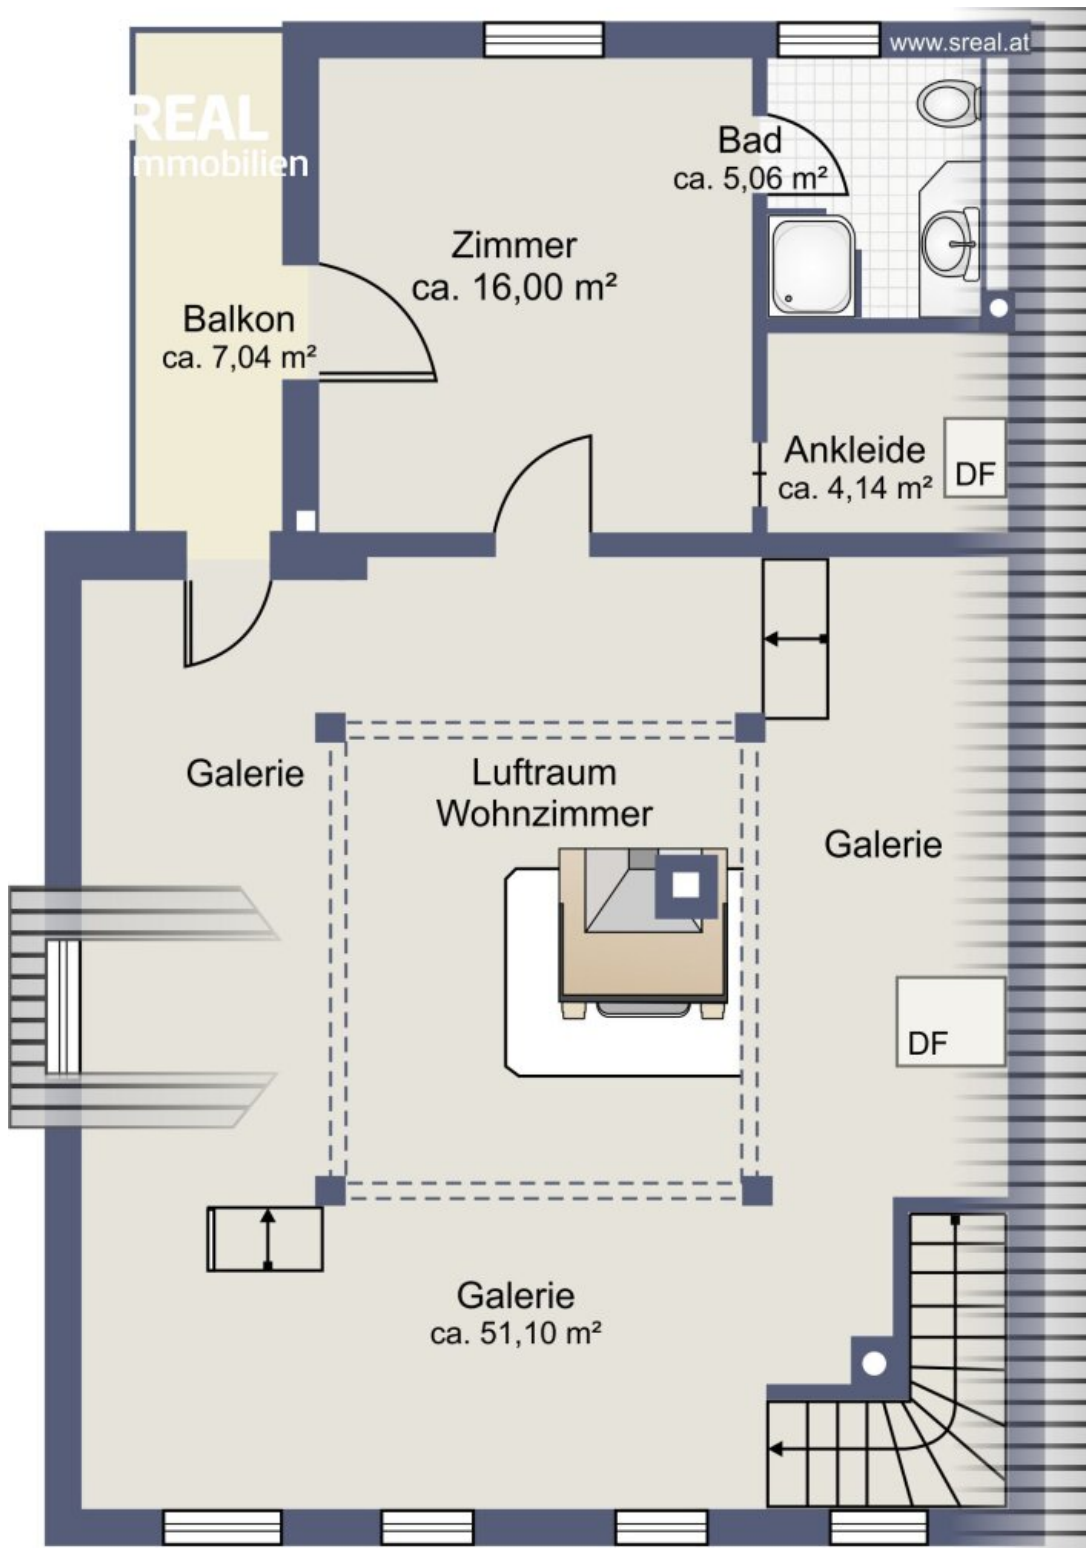 www.sreal.at
REAL
Immobilien
Bad
ca. 5,06 m²
Zimmer
ca. 16,00 m²
Balkon
ca. 7,04 m²
Ankleide
ca. 4,14 m²
DF
Galerie
Luftraum
Wohnzimmer
Galerie
DF
Galerie
ca. 51,10 m²